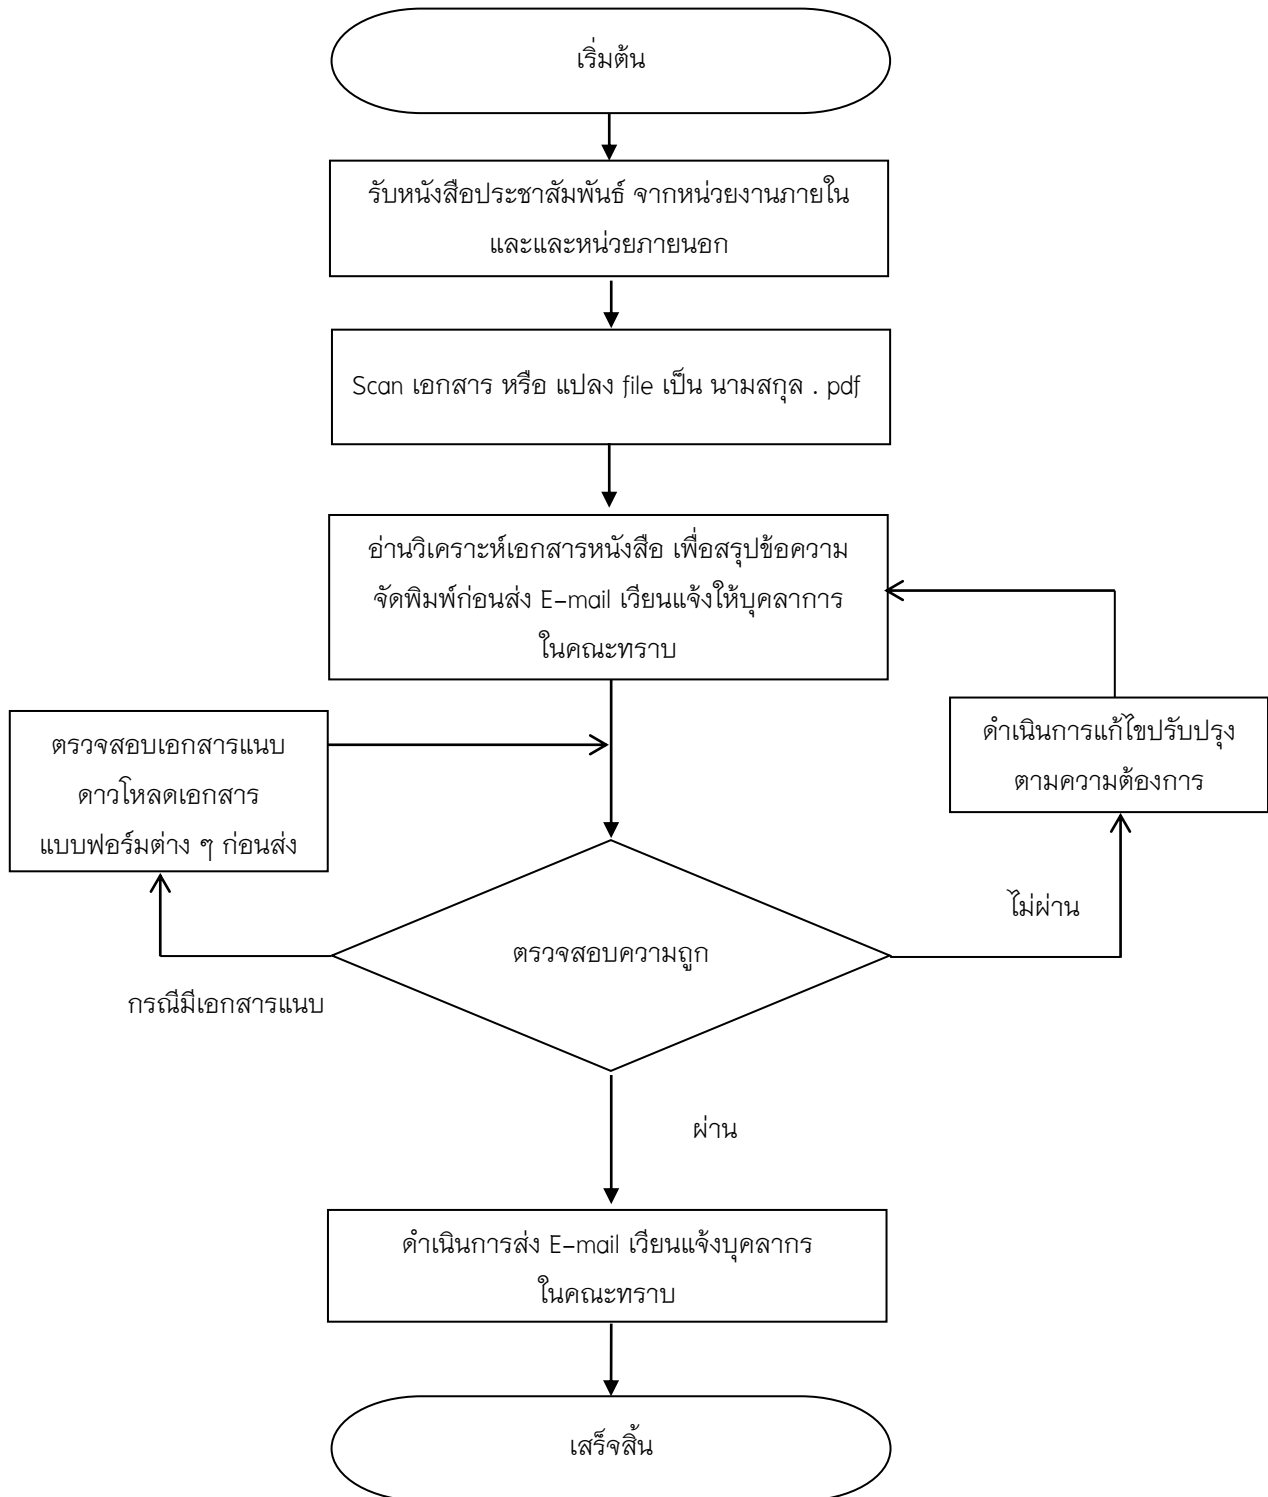 เริ่มต้น
รับหนังสือประชาสัมพันธ์ จากหน่วยงานภายใน
และและหน่วยภายนอก
Scan เอกสาร หรือ แปลง file เป็น นามสกุล . pdf
อ่านวิเคราะห์เอกสารหนังสือ เพื่อสรุปข้อความ
จัดพิมพ์ก่อนส่ง E-mail เวียนแจ้งให้บุคลาการ
ในคณะทราบ
ตรวจสอบเอกสารแนบ
ดาวโหลดเอกสาร
แบบฟอร์มต่าง ๆ ก่อนส่ง
ดำเนินการแก้ไขปรับปรุง
ตามความต้องการ
ไม่ผ่าน
ตรวจสอบความถูก
กรณีมีเอกสารแนบ
ผ่าน
ดำเนินการส่ง E-mail เวียนแจ้งบุคลากร
ในคณะทราบ
เสร็จสิ้น